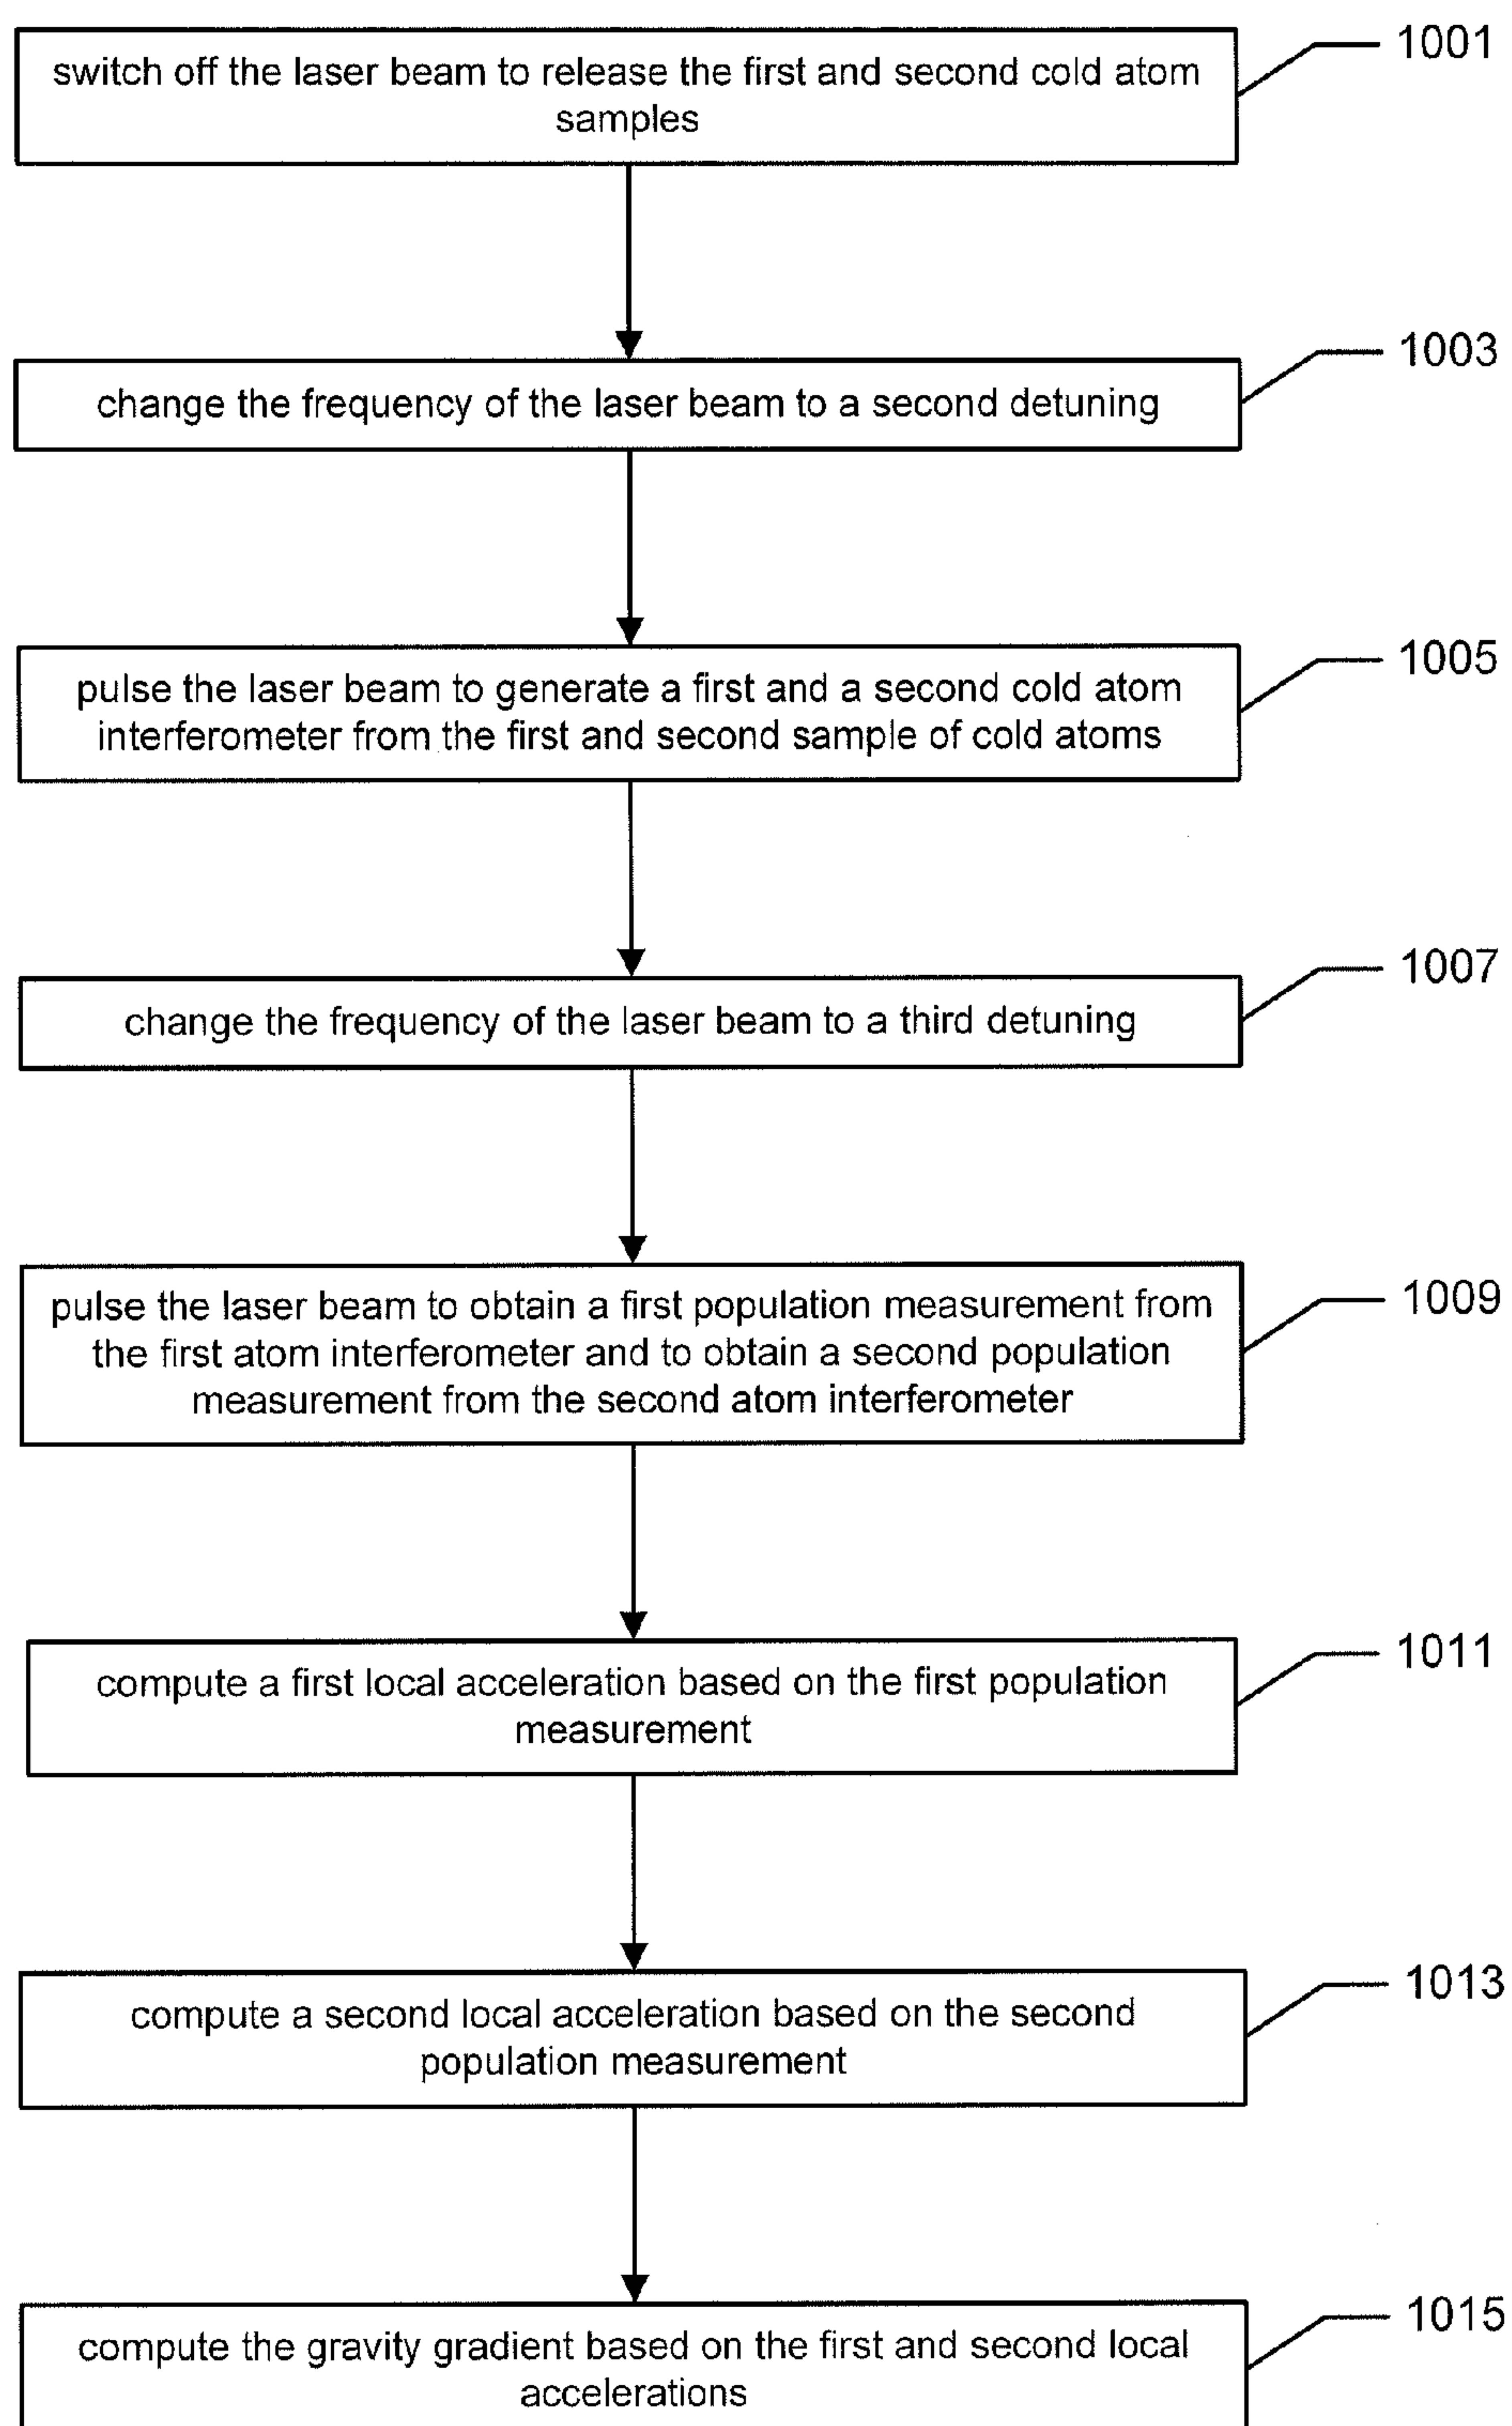 1001
switch off the laser beam to release the first and second cold atom
samples
1003
change the frequency of the laser beam to a second detuning
1005
pulse the laser beam to generate a first and a second cold atom
interferometer from the first and second sample of cold atoms
1007
change the frequency of the laser beam to a third detuning
1009
pulse the laser beam to obtain a first population measurement from
the first atom interferometer and to obtain a second population
measurement from the second atom interferometer
1011
compute a first local acceleration based on the first population
measurement
1013
compute a second local acceleration based on the second
population measurement
1015
compute the gravity gradient based on the first and second local
accelerations